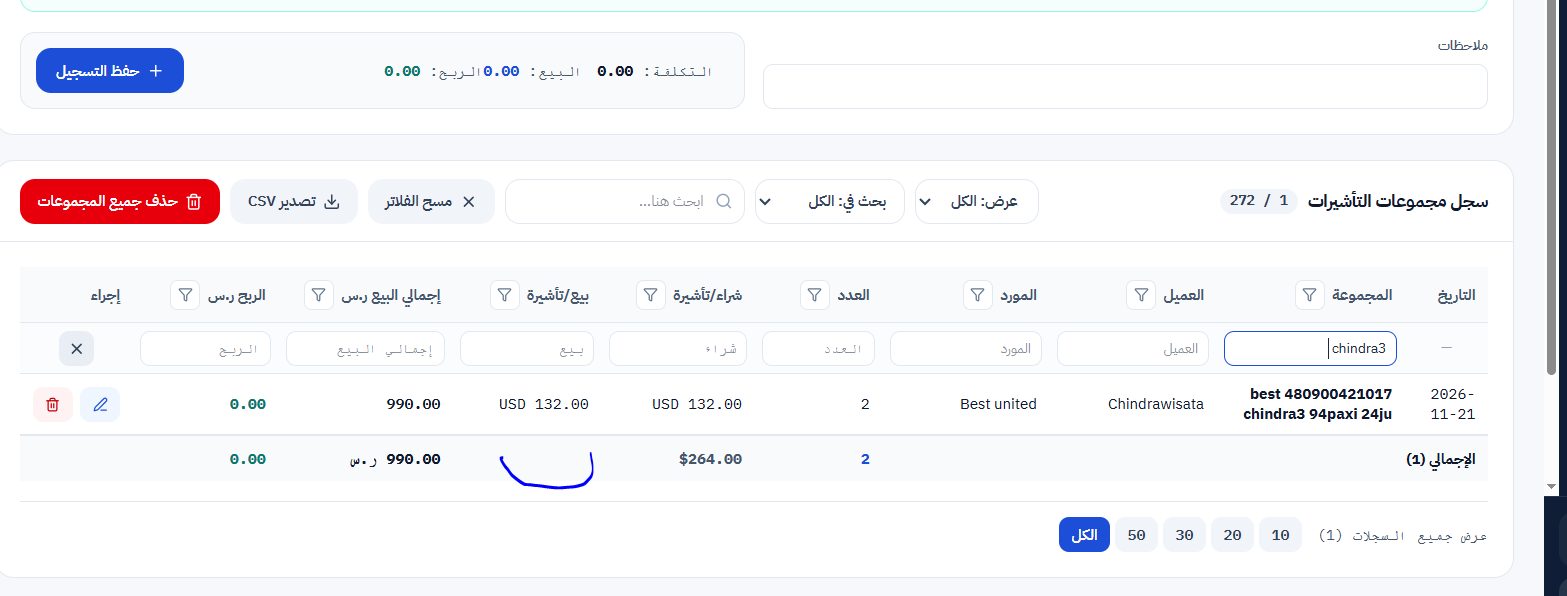 ملاحظات
التكلفة: 0.00 البيع: 0.00 الربح: 0.00
+ حفظ التسجيل
سجل مجموعات التأشيرات 1 / 272
عرض: الكل
بحث في: الكل
ابحث هنا...
مسح الفلاتر
تصدير CSV
حذف جميع المجموعات
التاريخ المجموعة العميل المورد العدد شراء/تأشيرة بيع/تأشيرة إجمالي البيع ر.س الربح ر.س إجراء
— chindra3 العميل المورد العدد شراء بيع إجمالي البيع الربح
2026-11-21 best 480900421017 chindra3 94paxi 24ju Chindrawisata Best united 2 USD 132.00 USD 132.00 990.00 0.00
الإجمالي (1) 2 $264.00 990.00 ر.س 0.00
عرض جميع السجلات (1) 10 20 30 50 الكل